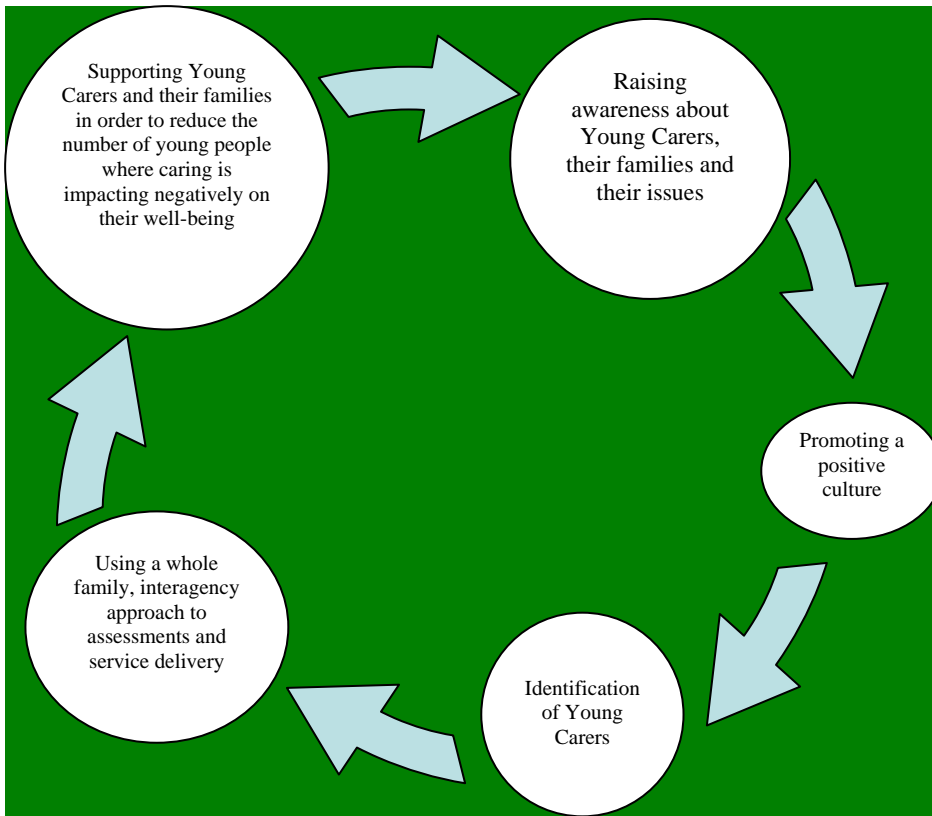 Supporting Young
Carers and their families
in order to reduce the
number of young people
where caring is
impacting negatively on
their well-being
Raising
awareness about
Young Carers,
their families and
their issues
Promoting a
positive
culture
Identification
of Young
Carers
Using a whole
family, interagency
approach to
assessments and
service delivery